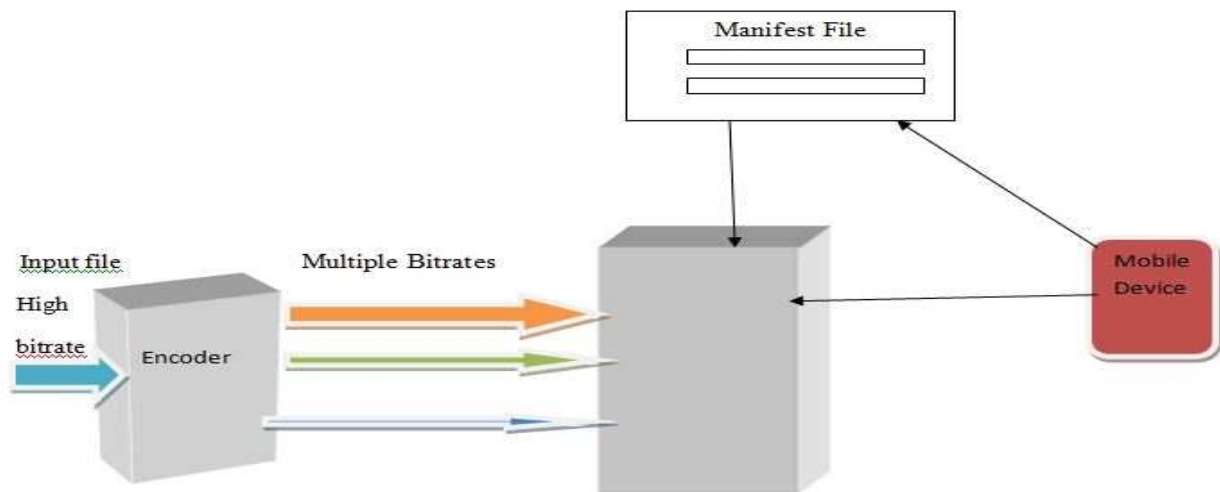 Manifest File
Input file
High
bitrate
Multiple Bitrates
Encoder
Mobile
Device